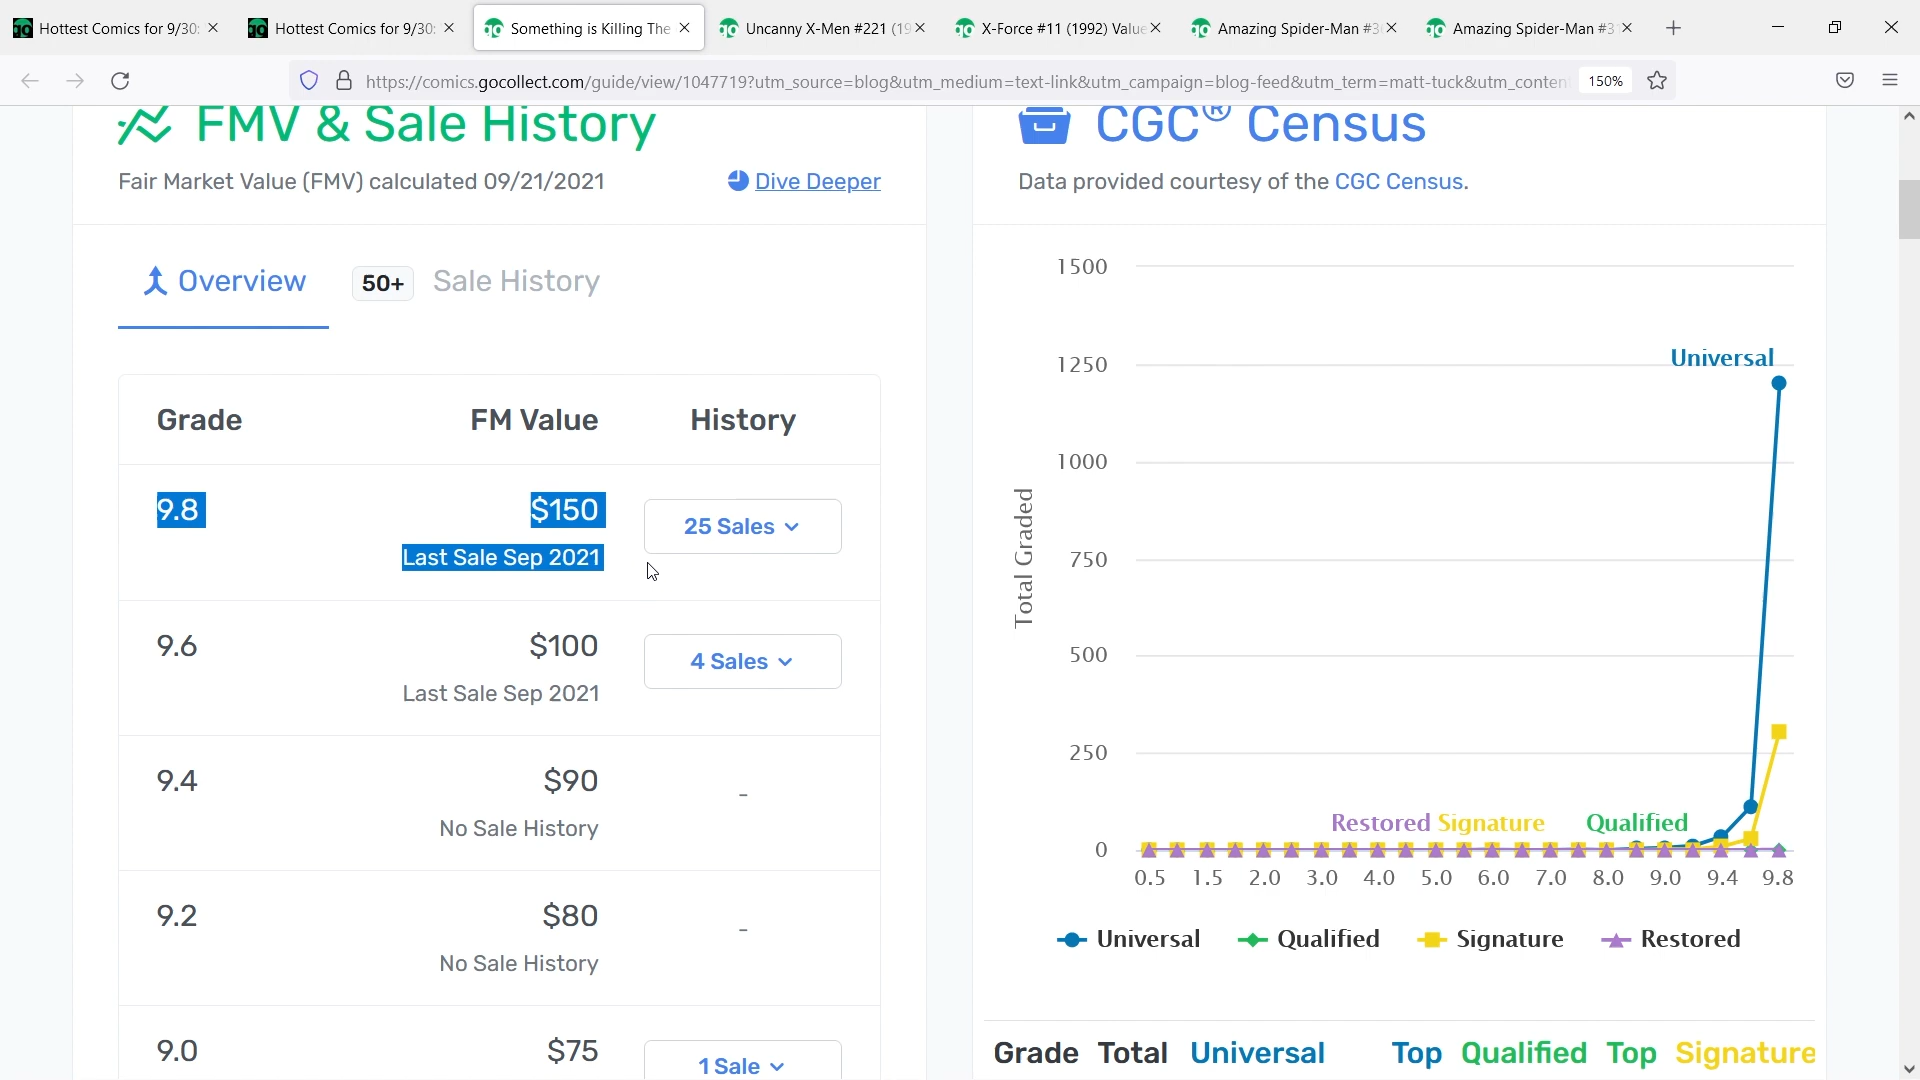 Hottest Comics for 9/30:
Hottest Comics for 9/30:
Something is Killing The
Uncanny X-Men #221 (19
X-Force #11 (1992) Value
Amazing Spider-Man #3
Amazing Spider-Man #3
https://comics.gocollect.com/guide/view/1047719?utm_source=blog&utm_medium=text-link&utm_campaign=blog-feed&utm_term=matt-tuck&utm_conten
150%
FMV & Sale History
Fair Market Value (FMV) calculated 09/21/2021
Dive Deeper
Overview
50+
Sale History
Grade FM Value History
9.8 $150 25 Sales
Last Sale Sep 2021
9.6 $100 4 Sales
Last Sale Sep 2021
9.4 $90 -
No Sale History
9.2 $80 -
No Sale History
9.0 $75 1 Sale
CGC® Census
Data provided courtesy of the CGC Census.
1500
1250
1000
750
500
250
0
Total Graded
Universal
Restored Signature Qualified
0.5 1.5 2.0 3.0 4.0 5.0 6.0 7.0 8.0 9.0 9.4 9.8
Universal Qualified Signature Restored
Grade Total Universal Top Qualified Top Signature